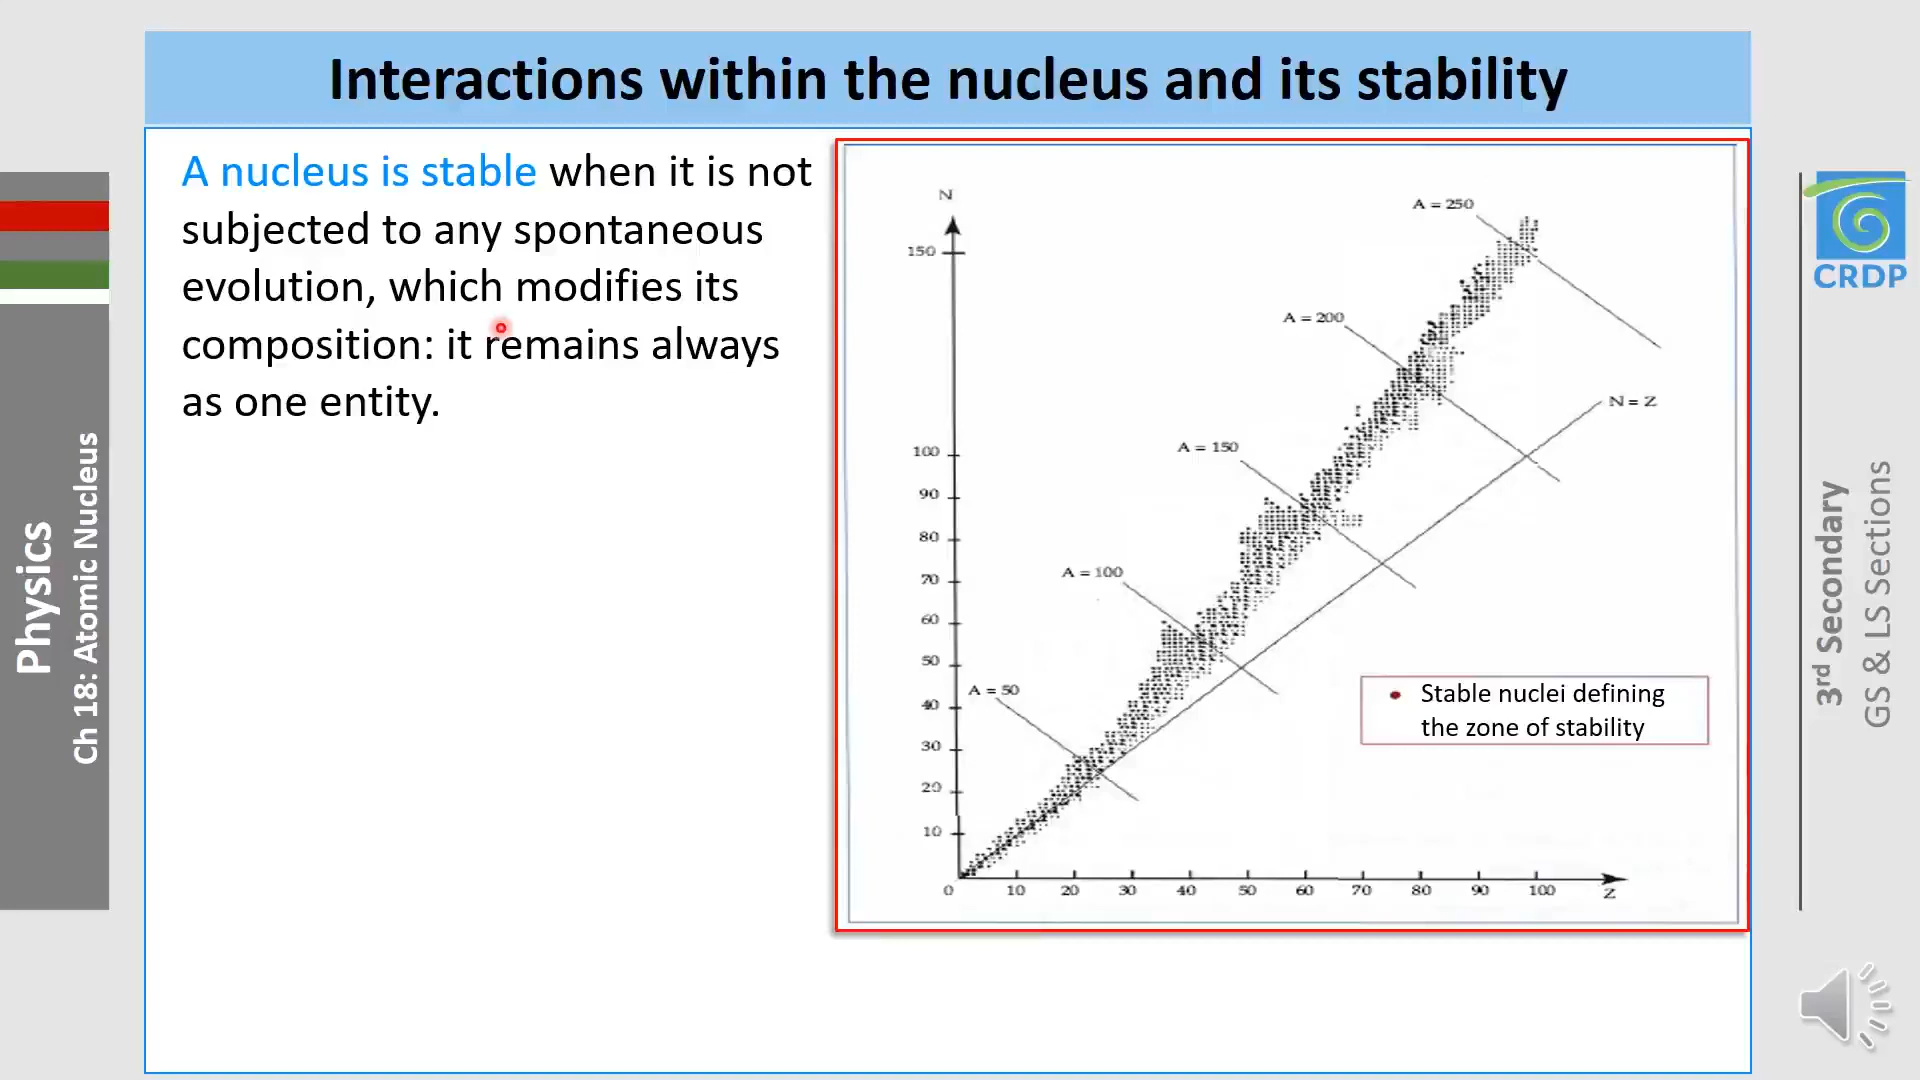 Interactions within the nucleus and its stability
A nucleus is stable when it is not
subjected to any spontaneous
evolution, which modifies its
composition: it remains always
as one entity.
N
150
100
90
80
70
60
50
40
30
20
10
0
10
20
30
40
50
60
70
80
90
100
Z
A = 250
A = 200
N = Z
A = 150
A = 100
A = 50
• Stable nuclei defining
the zone of stability
Physics
Ch 18: Atomic Nucleus
CRDP
3rd Secondary
GS & LS Sections